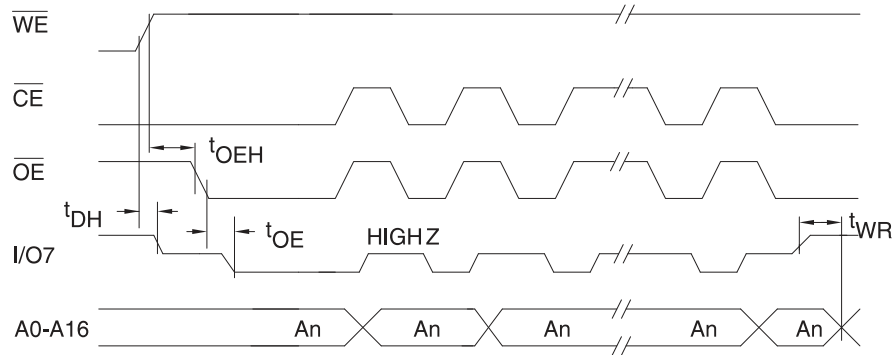 WE
CE
tOEH
OE
tDH
tOE
HIGH Z
tWR
I/O7
A0-A16 An An An An An